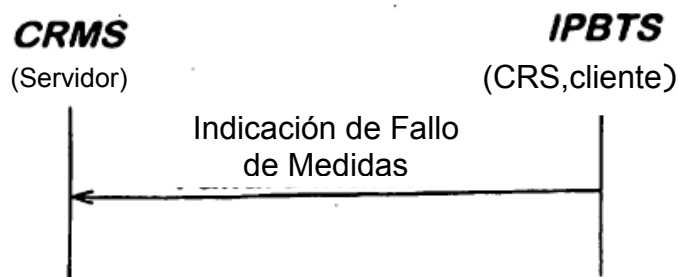 CRMS
IPBTS
(Servidor)
(CRS,cliente)
Indicación de Fallo
de Medidas